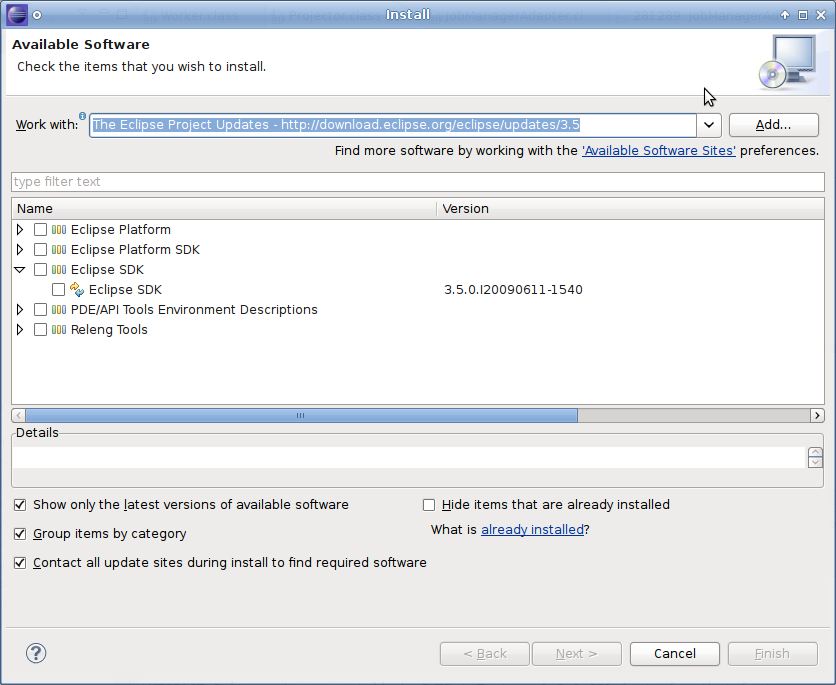 Install
Available Software
Check the items that you wish to install.
Work with: The Eclipse Project Updates - http://download.eclipse.org/eclipse/updates/3.5 Add...
Find more software by working with the 'Available Software Sites' preferences.
type filter text
Name Version
Eclipse Platform
Eclipse Platform SDK
Eclipse SDK
Eclipse SDK 3.5.0.I20090611-1540
PDE/API Tools Environment Descriptions
Releng Tools
Details
Show only the latest versions of available software Hide items that are already installed
Group items by category What is already installed?
Contact all update sites during install to find required software
< Back Next > Cancel Finish